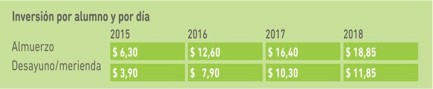 Inversión por alumno y por día
2015 2016 2017 2018
Almuerzo $ 6,30 $ 12,60 $ 16,40 $ 18,85
Desayuno/merienda $ 3,90 $ 7,90 $ 10,30 $ 11,85